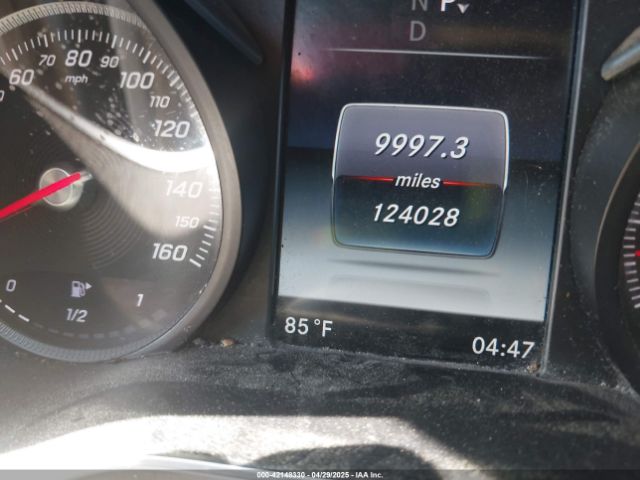 N P
D
60 70 80 90 100 110 120 140 150 160
mph
9997.3
miles
124028
0 1/2 1
85 °F
04:47
000-42148330 - 04/29/2025 - IAA Inc.